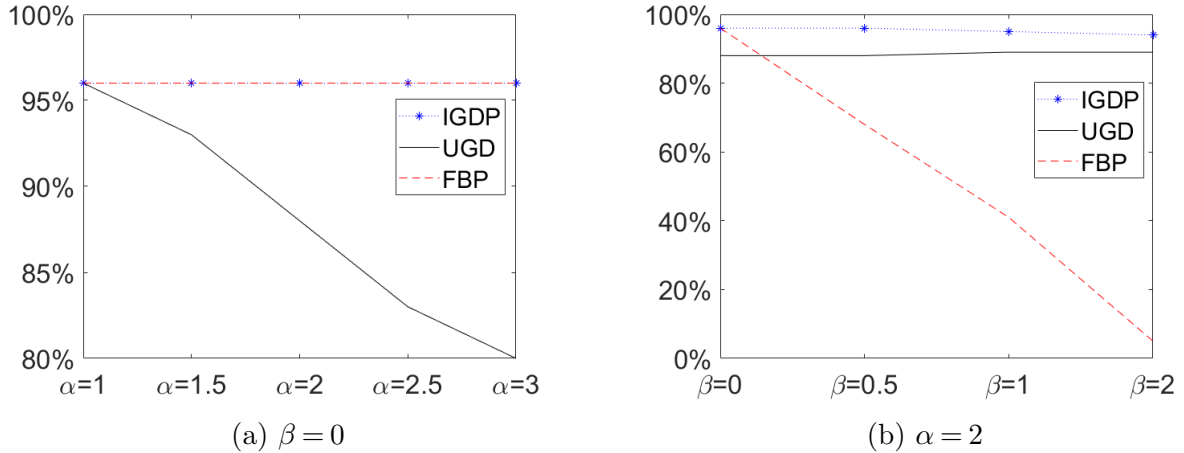 100%
95%
90%
85%
80%
α=1 α=1.5 α=2 α=2.5 α=3
IGDP
UGD
FBP
(a) β = 0
100%
80%
60%
40%
20%
0%
β=0 β=0.5 β=1 β=2
IGDP
UGD
FBP
(b) α = 2